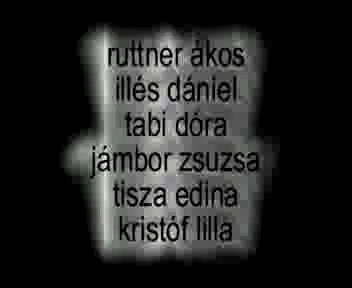 ruttner ákos
illés dániel
tabi dóra
jámbor zsuzsa
tisza edina
kristóf lilla